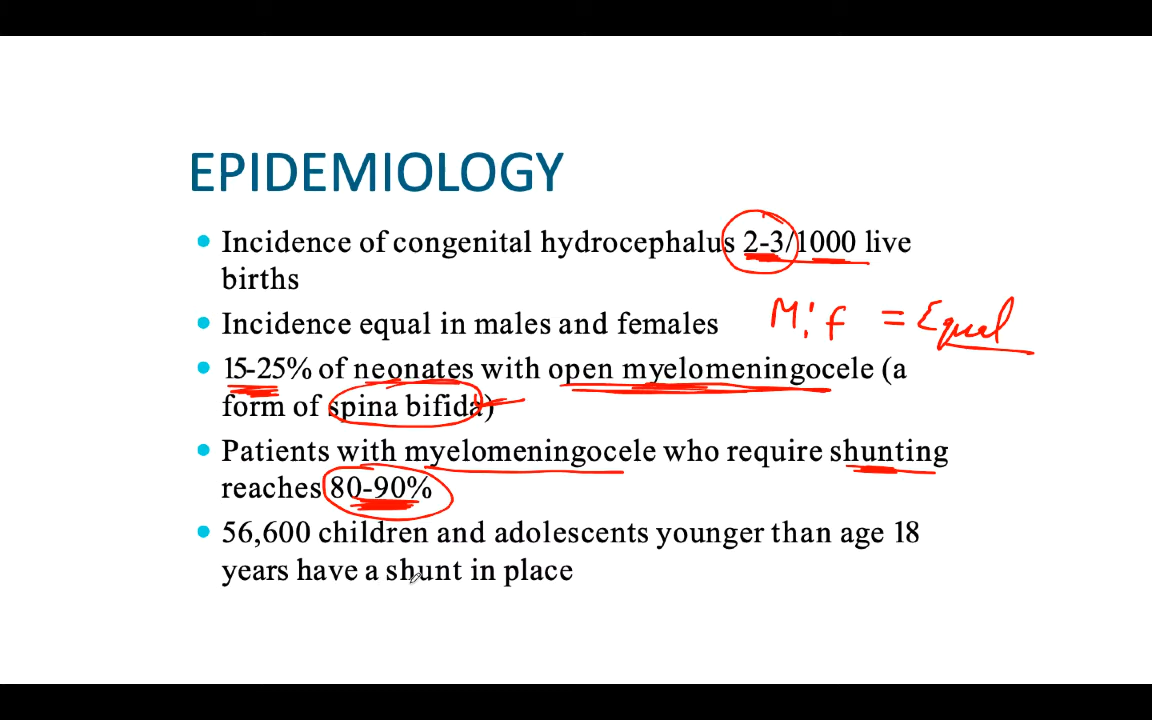 EPIDEMIOLOGY
Incidence of congenital hydrocephalus 2-3/1000 live
births
Incidence equal in males and females
M:f = Equal
15-25% of neonates with open myelomeningocele (a
form of spina bifida)
Patients with myelomeningocele who require shunting
reaches 80-90%
56,600 children and adolescents younger than age 18
years have a shunt in place